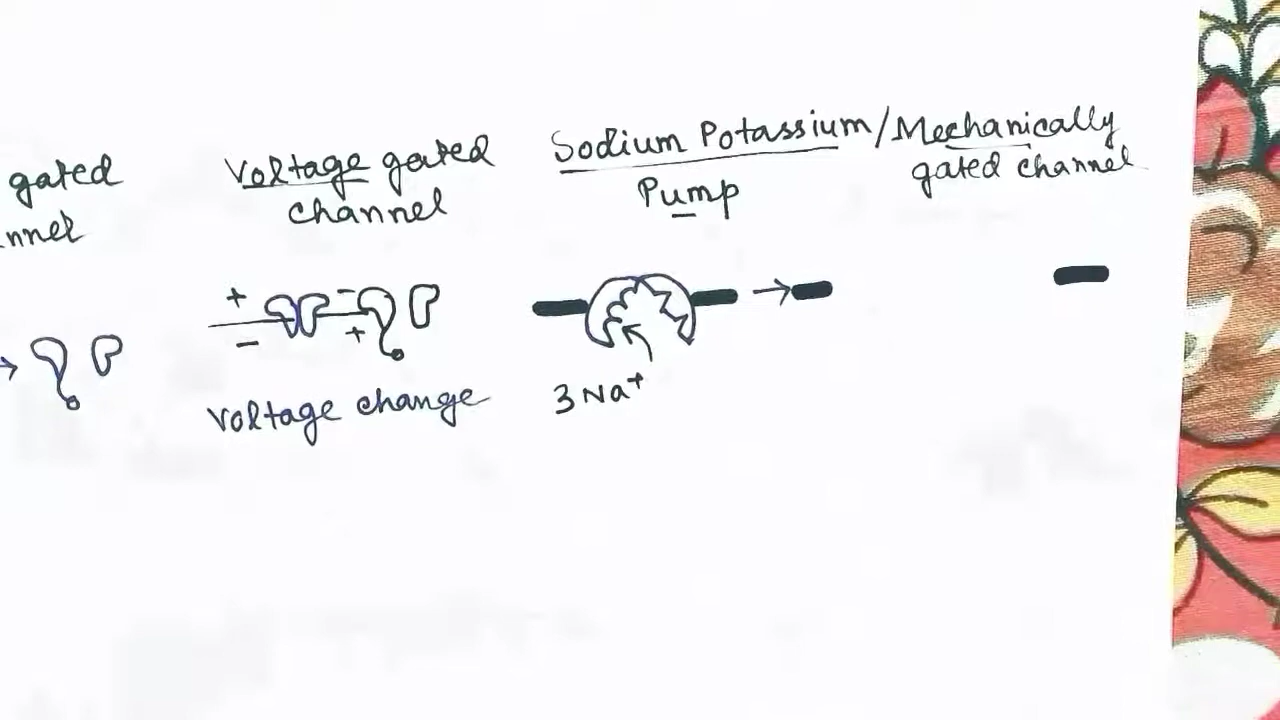 gated
nnel
Voltage gated
channel
Sodium Potassium/Mechanically
Pump
gated channel
+ −
− +
Voltage change
3 Na⁺